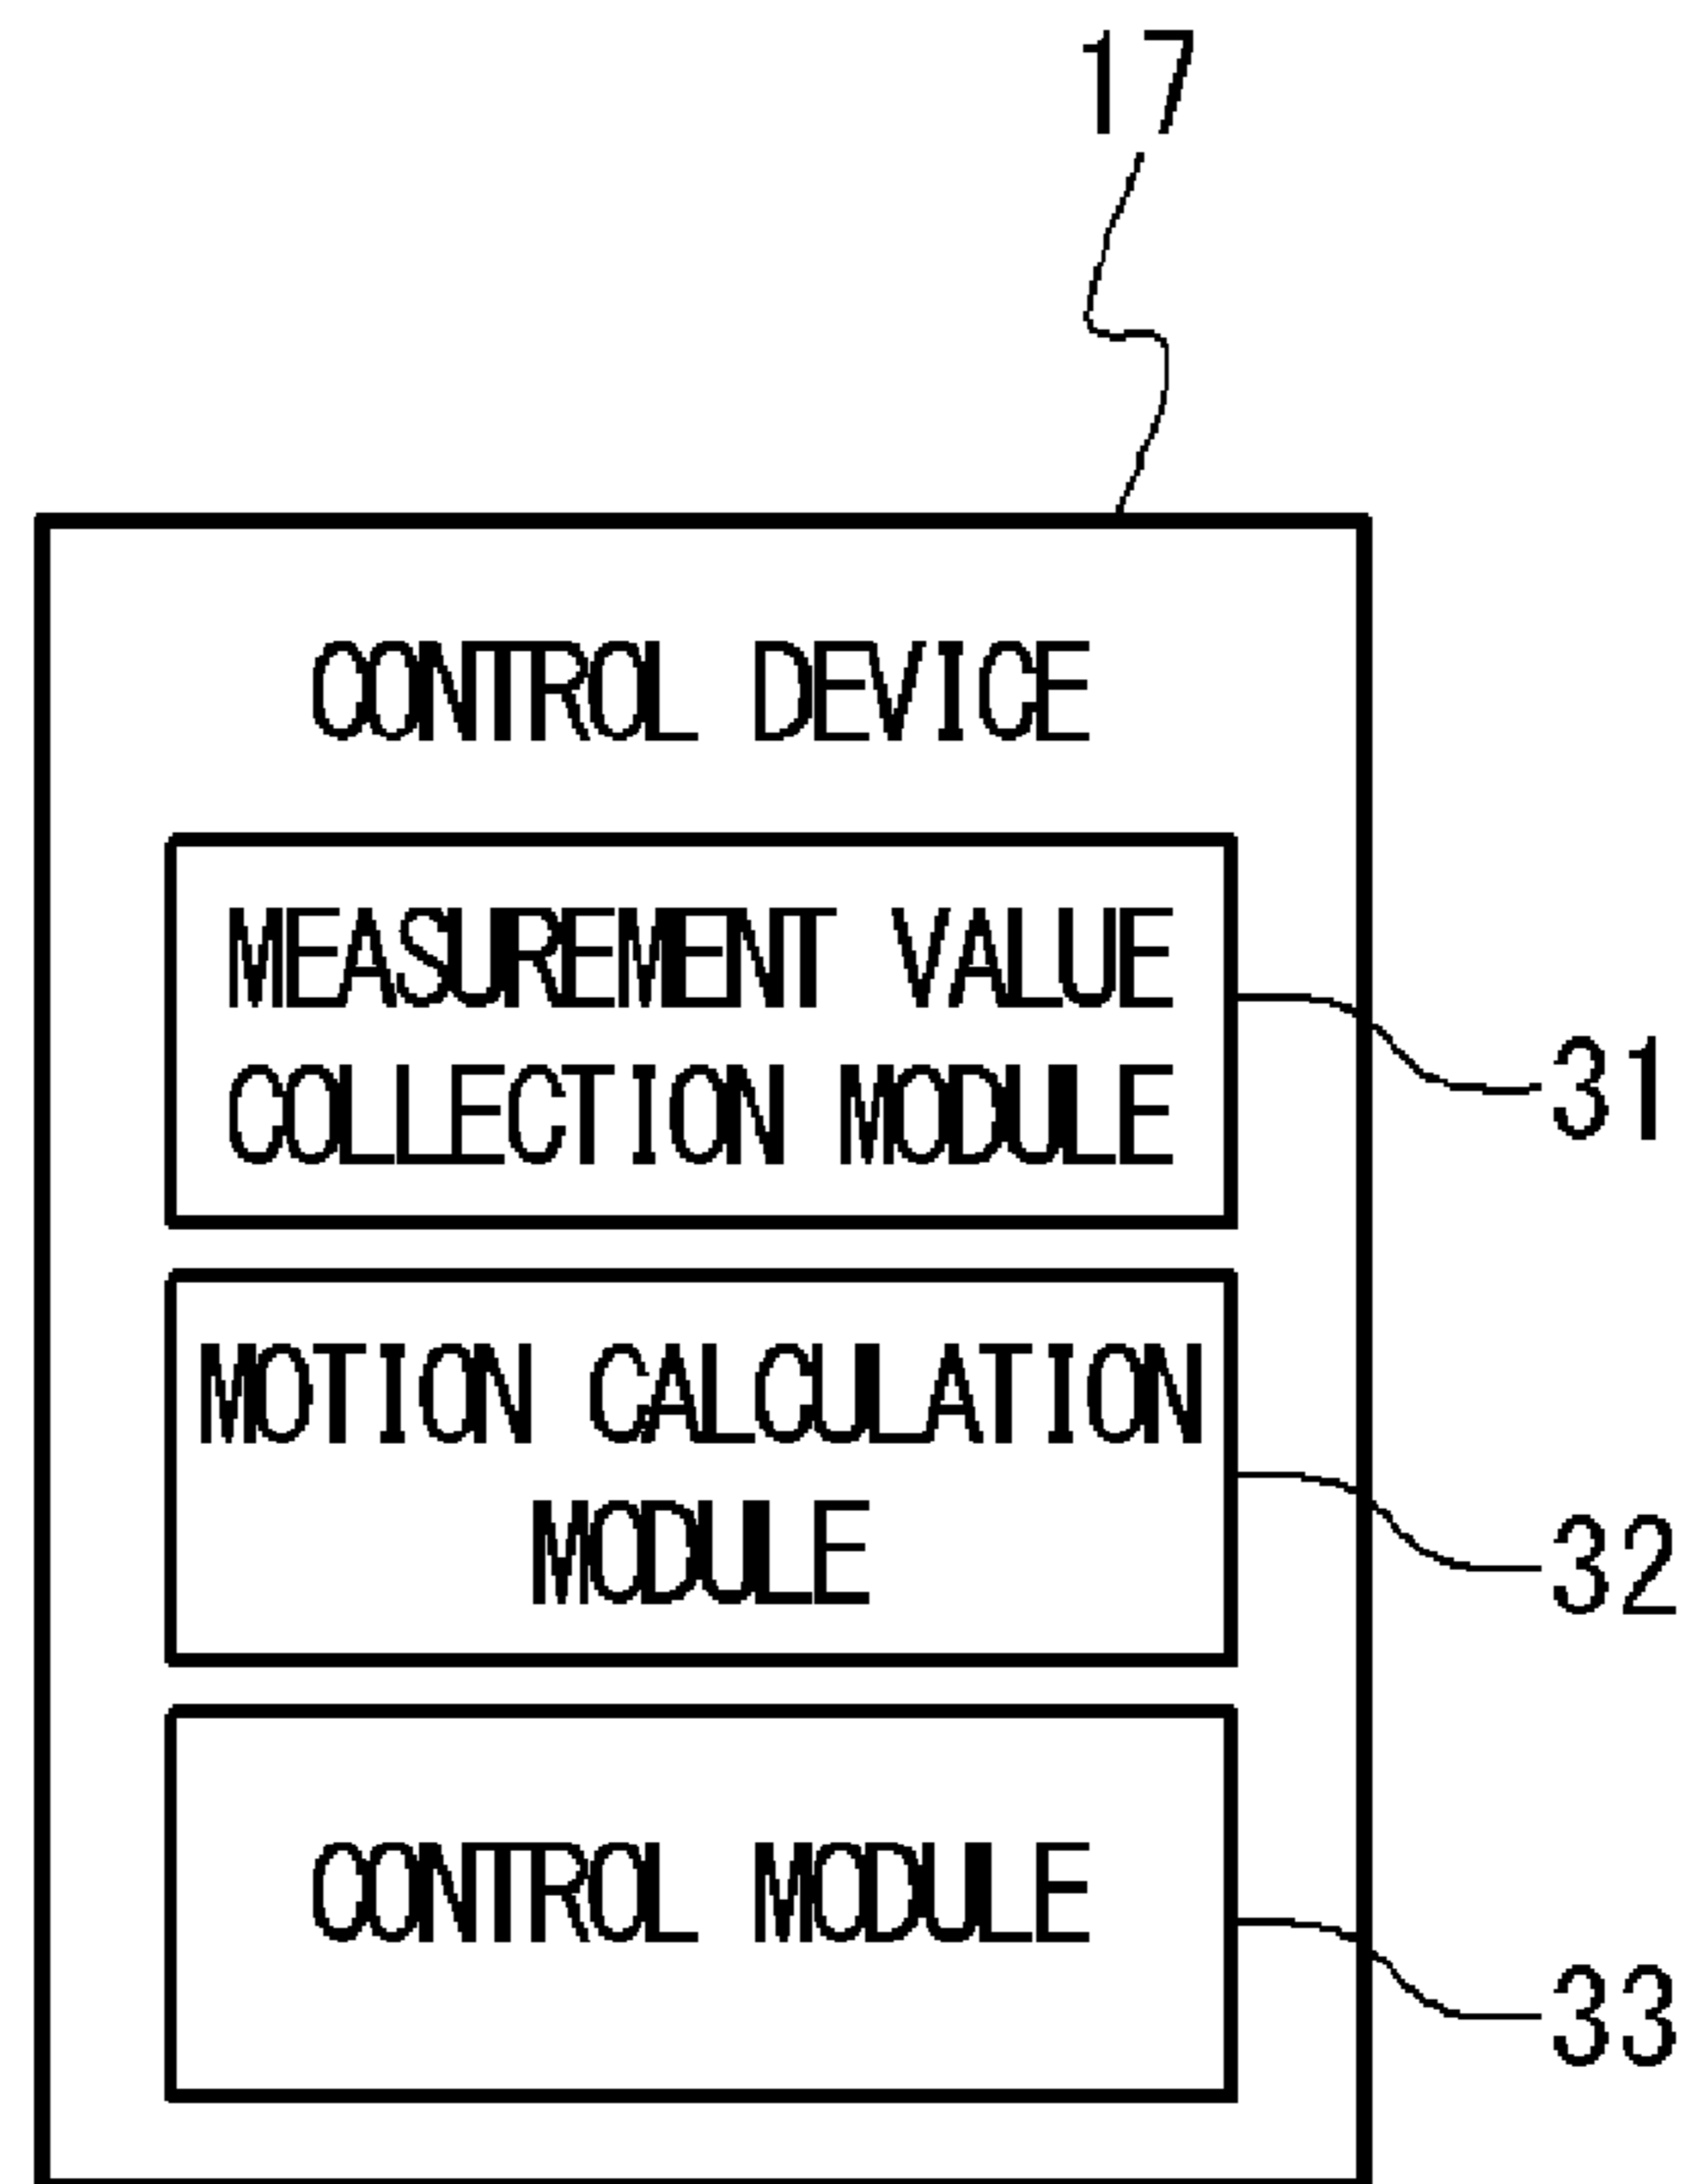 17
CONTROL DEVICE
MEASUREMENT VALUE
COLLECTION MODULE
31
MOTION CALCULATION
MODULE
32
CONTROL MODULE
33